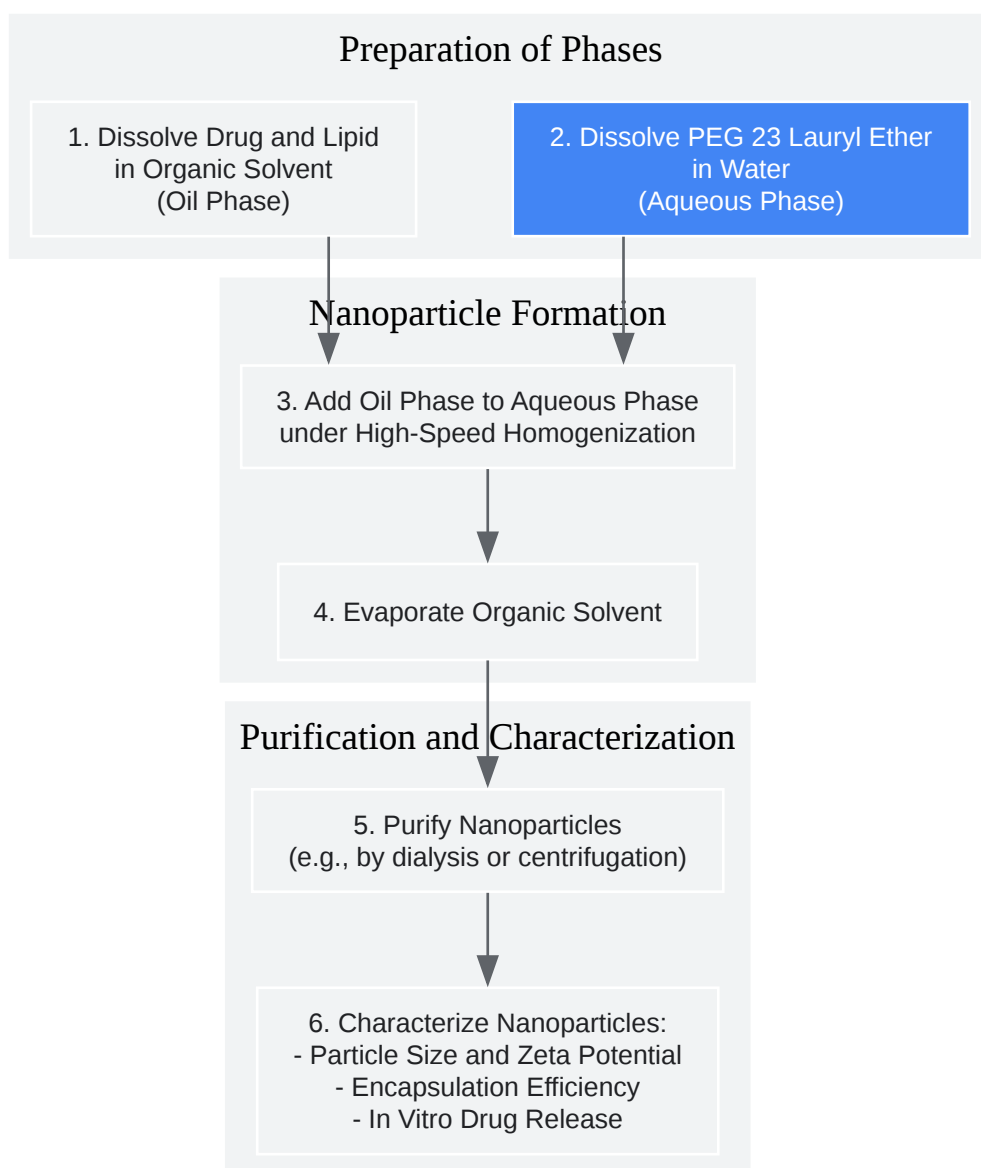 Preparation of Phases
1. Dissolve Drug and Lipid
in Organic Solvent
(Oil Phase)
2. Dissolve PEG 23 Lauryl Ether
in Water
(Aqueous Phase)
Nanoparticle Formation
3. Add Oil Phase to Aqueous Phase
under High-Speed Homogenization
4. Evaporate Organic Solvent
Purification and Characterization
5. Purify Nanoparticles
(e.g., by dialysis or centrifugation)
6. Characterize Nanoparticles:
- Particle Size and Zeta Potential
- Encapsulation Efficiency
- In Vitro Drug Release